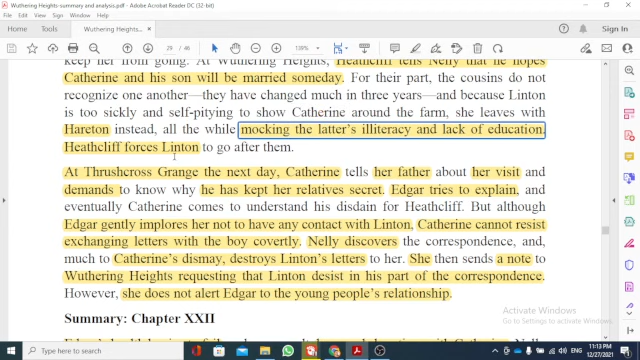 Wuthering Heights-summary and analysis.pdf - Adobe Acrobat Reader DC (32-bit)
File Edit View Sign Window Help
Home Tools Wuthering Heights-... ×
29 / 46 139%
keep her from going. At Wuthering Heights, Heathcliff tells Nelly that he hopes
Catherine and his son will be married someday. For their part, the cousins do not
recognize one another—they have changed much in three years—and because Linton
is too sickly and self-pitying to show Catherine around the farm, she leaves with
Hareton instead, all the while mocking the latter's illiteracy and lack of education.
Heathcliff forces Linton to go after them.
At Thrushcross Grange the next day, Catherine tells her father about her visit and
demands to know why he has kept her relatives secret. Edgar tries to explain, and
eventually Catherine comes to understand his disdain for Heathcliff. But although
Edgar gently implores her not to have any contact with Linton, Catherine cannot resist
exchanging letters with the boy covertly. Nelly discovers the correspondence, and,
much to Catherine's dismay, destroys Linton's letters to her. She then sends a note to
Wuthering Heights requesting that Linton desist in his part of the correspondence.
However, she does not alert Edgar to the young people's relationship.
Summary: Chapter XXII
Activate Windows
Go to Settings to activate Windows.
11:13 PM
12/27/2021